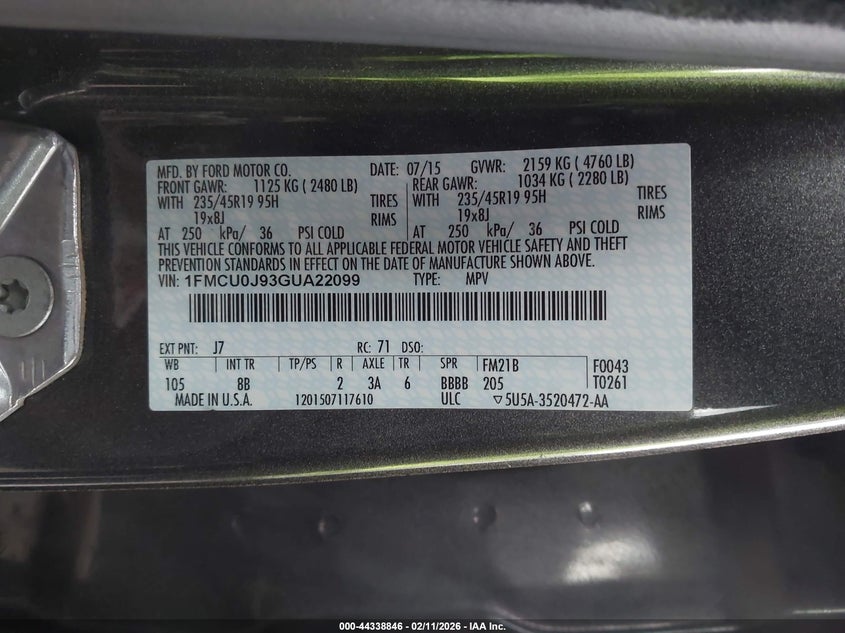 MFD. BY FORD MOTOR CO. DATE: 07/15 GVWR: 2159 KG ( 4760 LB)
FRONT GAWR: 1125 KG ( 2480 LB) REAR GAWR: 1034 KG ( 2280 LB)
WITH 235/45R19 95H TIRES WITH 235/45R19 95H TIRES
19x8J RIMS 19x8J RIMS
AT 250 kPa/ 36 PSI COLD AT 250 kPa/ 36 PSI COLD
THIS VEHICLE CONFORMS TO ALL APPLICABLE FEDERAL MOTOR VEHICLE SAFETY AND THEFT
PREVENTION STANDARDS IN EFFECT ON THE DATE OF MANUFACTURE SHOWN ABOVE.
VIN: 1FMCU0J93GUA22099 TYPE: MPV
EXT PNT: J7 RC: 71 DSO:
WB INT TR TP/PS R AXLE TR SPR FM21B F0043
105 8B 2 3A 6 BBBB 205 T0261
MADE IN U.S.A. 1201507117610 ULC ▽5U5A-3520472-AA
000-44338846 - 02/11/2026 - IAA Inc.